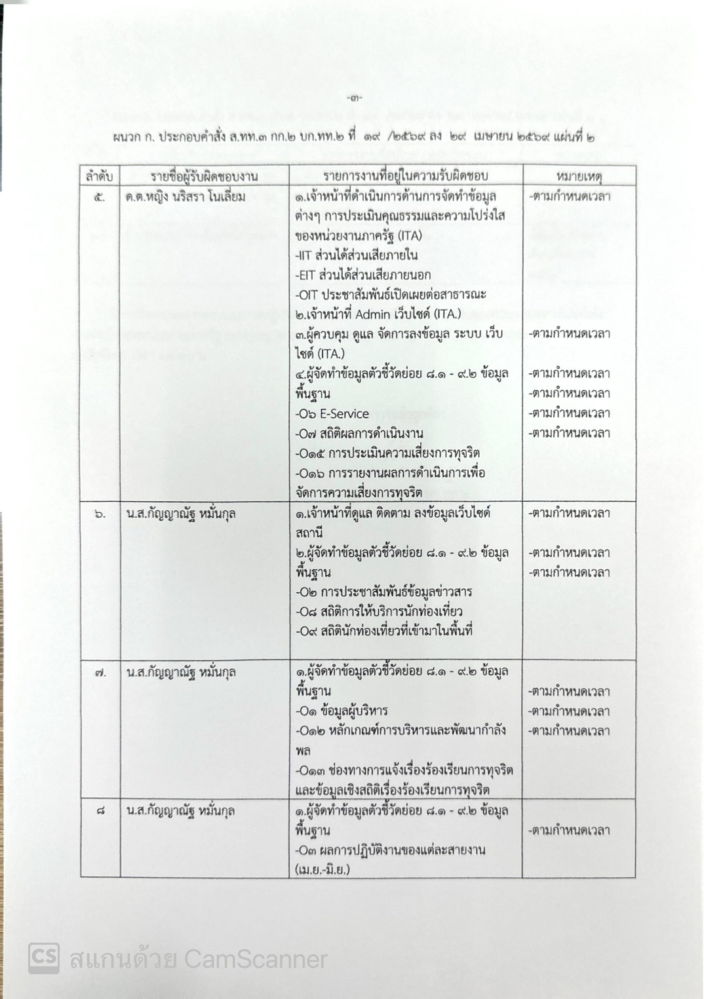 -๓-
ผนวก ก. ประกอบคำสั่ง ส.ทท.๓ กก.๒ บก.ทท.๒ ที่ ๑๙ /๒๕๖๙ ลง ๒๙ เมษายน ๒๕๖๙ แผ่นที่ ๒
ลำดับ รายชื่อผู้รับผิดชอบงาน รายการงานที่อยู่ในความรับผิดชอบ หมายเหตุ
๕. ด.ต.หญิง นริสรา โนเลี่ยม ๑.เจ้าหน้าที่ดำเนินการด้านการจัดทำข้อมูล -ตามกำหนดเวลา
ต่างๆ การประเมินคุณธรรมและความโปร่งใส
ของหน่วยงานภาครัฐ (ITA)
-IIT ส่วนได้ส่วนเสียภายใน
-EIT ส่วนได้ส่วนเสียภายนอก
-OIT ประชาสัมพันธ์เปิดเผยต่อสาธารณะ
๒.เจ้าหน้าที่ Admin เว็บไซด์ (ITA.)
๓.ผู้ควบคุม ดูแล จัดการลงข้อมูล ระบบ เว็บ -ตามกำหนดเวลา
ไซด์ (ITA.)
๔.ผู้จัดทำข้อมูลตัวชี้วัดย่อย ๘.๑ - ๙.๒ ข้อมูล -ตามกำหนดเวลา
พื้นฐาน -ตามกำหนดเวลา
-O๖ E-Service -ตามกำหนดเวลา
-O๗ สถิติผลการดำเนินงาน -ตามกำหนดเวลา
-O๑๕ การประเมินความเสี่ยงการทุจริต
-O๑๖ การรายงานผลการดำเนินการเพื่อ
จัดการความเสี่ยงการทุจริต
๖. น.ส.กัญญาณัฐ หมั่นกุล ๑.เจ้าหน้าที่ดูแล ติดตาม ลงข้อมูลเว็บไซด์ -ตามกำหนดเวลา
สถานี
๒.ผู้จัดทำข้อมูลตัวชี้วัดย่อย ๘.๑ - ๙.๒ ข้อมูล -ตามกำหนดเวลา
พื้นฐาน -ตามกำหนดเวลา
-O๒ การประชาสัมพันธ์ข้อมูลข่าวสาร
-O๘ สถิติการให้บริการนักท่องเที่ยว
-O๙ สถิตินักท่องเที่ยวที่เข้ามาในพื้นที่
๗. น.ส.กัญญาณัฐ หมั่นกุล ๑.ผู้จัดทำข้อมูลตัวชี้วัดย่อย ๘.๑ - ๙.๒ ข้อมูล
พื้นฐาน -ตามกำหนดเวลา
-O๑ ข้อมูลผู้บริหาร -ตามกำหนดเวลา
-O๑๒ หลักเกณฑ์การบริหารและพัฒนากำลัง -ตามกำหนดเวลา
พล
-O๑๓ ช่องทางการแจ้งเรื่องร้องเรียนการทุจริต
และข้อมูลเชิงสถิติเรื่องร้องเรียนการทุจริต
๘ น.ส.กัญญาณัฐ หมั่นกุล ๑.ผู้จัดทำข้อมูลตัวชี้วัดย่อย ๘.๑ - ๙.๒ ข้อมูล
พื้นฐาน -ตามกำหนดเวลา
-O๓ ผลการปฏิบัติงานของแต่ละสายงาน
(เม.ย.-มิ.ย.)
CS สแกนด้วย CamScanner